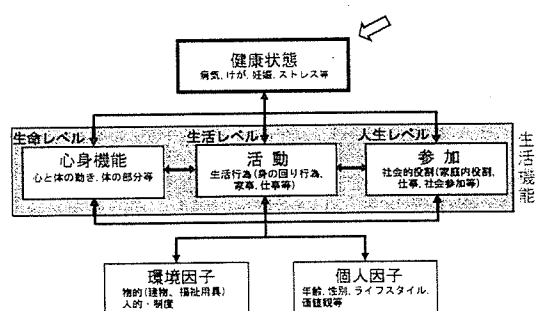 健康状態
病気、けが、妊娠、ストレス等
生命レベル 生活レベル 人生レベル
心身機能
心と体の動き、体の部分等
活動
生活行為(身の回り行為、
家事、仕事等)
参加
社会的役割(家庭内役割、
仕事、社会参加等)
生活機能
環境因子
物的(建物、福祉用具)
人的・制度
個人因子
年齢、性別、ライフスタイル、
価値観等